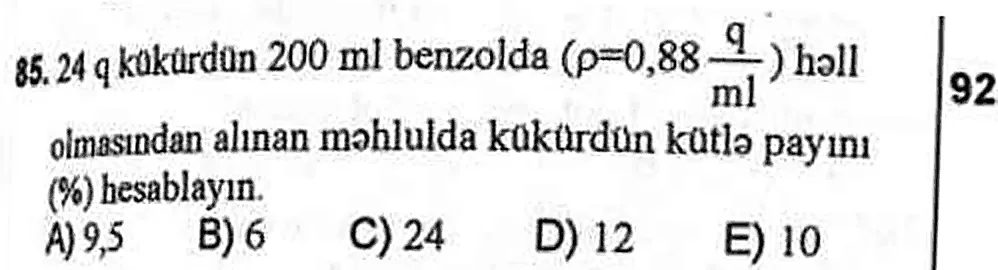 85. 24 q kükürdün 200 ml benzolda (ρ=0,88 q/ml) həll
olmasından alınan məhlulda kükürdün kütlə payını
(%) hesablayın.
A) 9,5 B) 6 C) 24 D) 12 E) 10
92